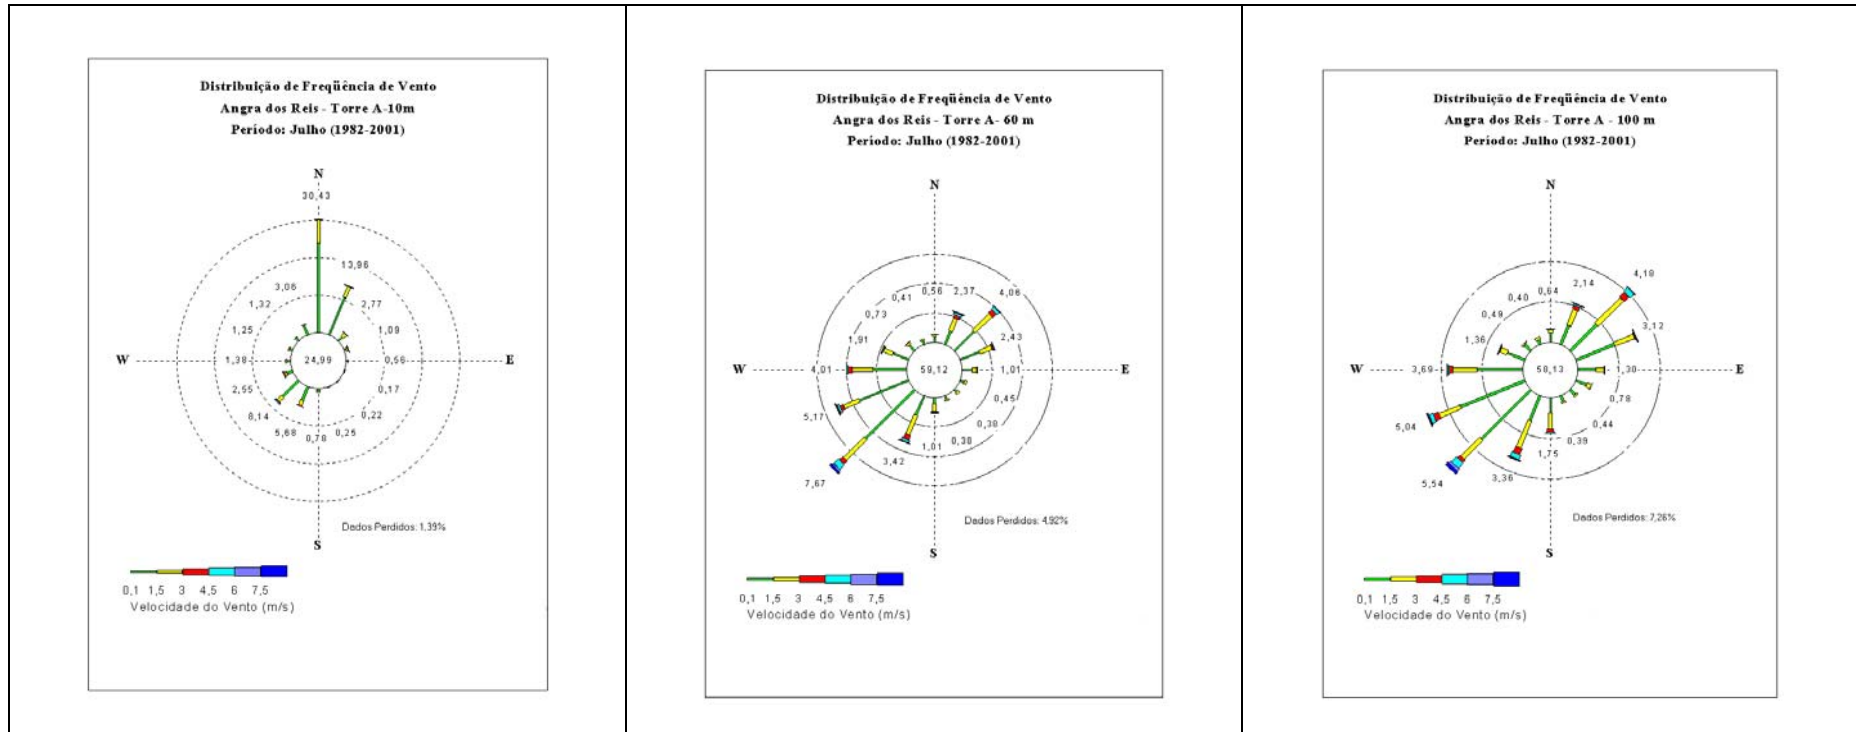 Distribuição de Freqüência de Vento
Angra dos Reis - Torre A-10m
Período: Julho (1982-2001)
N
30,43
13,96
3,06
1,32
2,77
1,25
1,09
W
1,38
24,99
0,56
E
2,55
0,17
8,14
0,22
5,68
0,78
0,25
Dados Perdidos: 1,39%
S
0,1 1,5 3 4,5 6 7,5
Velocidade do Vento (m/s)
Distribuição de Freqüência de Vento
Angra dos Reis - Torre A- 60 m
Período: Julho (1982-2001)
N
0,41
0,56
2,37
4,06
0,73
1,91
2,43
W
4,01
59,12
1,01
E
5,17
0,45
0,38
3,42
1,01
0,38
7,67
Dados Perdidos: 4,92%
S
0,1 1,5 3 4,5 6 7,5
Velocidade do Vento (m/s)
Distribuição de Freqüência de Vento
Angra dos Reis - Torre A - 100 m
Período: Julho (1982-2001)
N
4,18
2,14
0,64
0,40
0,49
3,12
1,36
W
3,69
58,13
1,30
E
0,78
5,04
0,44
0,39
1,75
3,36
5,54
Dados Perdidos: 7,26%
S
0,1 1,5 3 4,5 6 7,5
Velocidade do Vento (m/s)